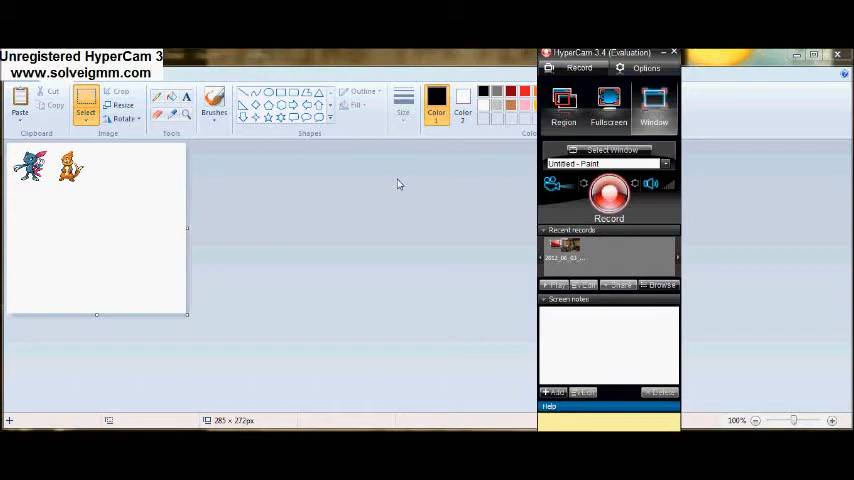 Unregistered HyperCam 3
www.solveigmm.com
HyperCam 3.4 (Evaluation)
Record
Options
Paste
Cut
Copy
Clipboard
Select
Crop
Resize
Rotate
Image
A
Tools
Brushes
Shapes
Outline
Fill
Size
Color
1
Color
2
Region
Fullscreen
Window
Select Window
Untitled - Paint
Record
Recent records
2012_06_03_...
Play
Edit
Share
Browse
Screen notes
Add
Edit
Delete
Help
285 × 272px
100%